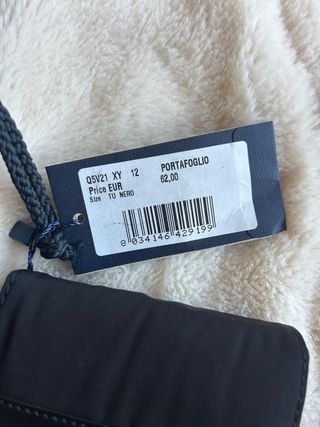 Q5V21 XY 12 PORTAFOGLIO
Price EUR 62,00
Size TU NERO
8 034146 429199